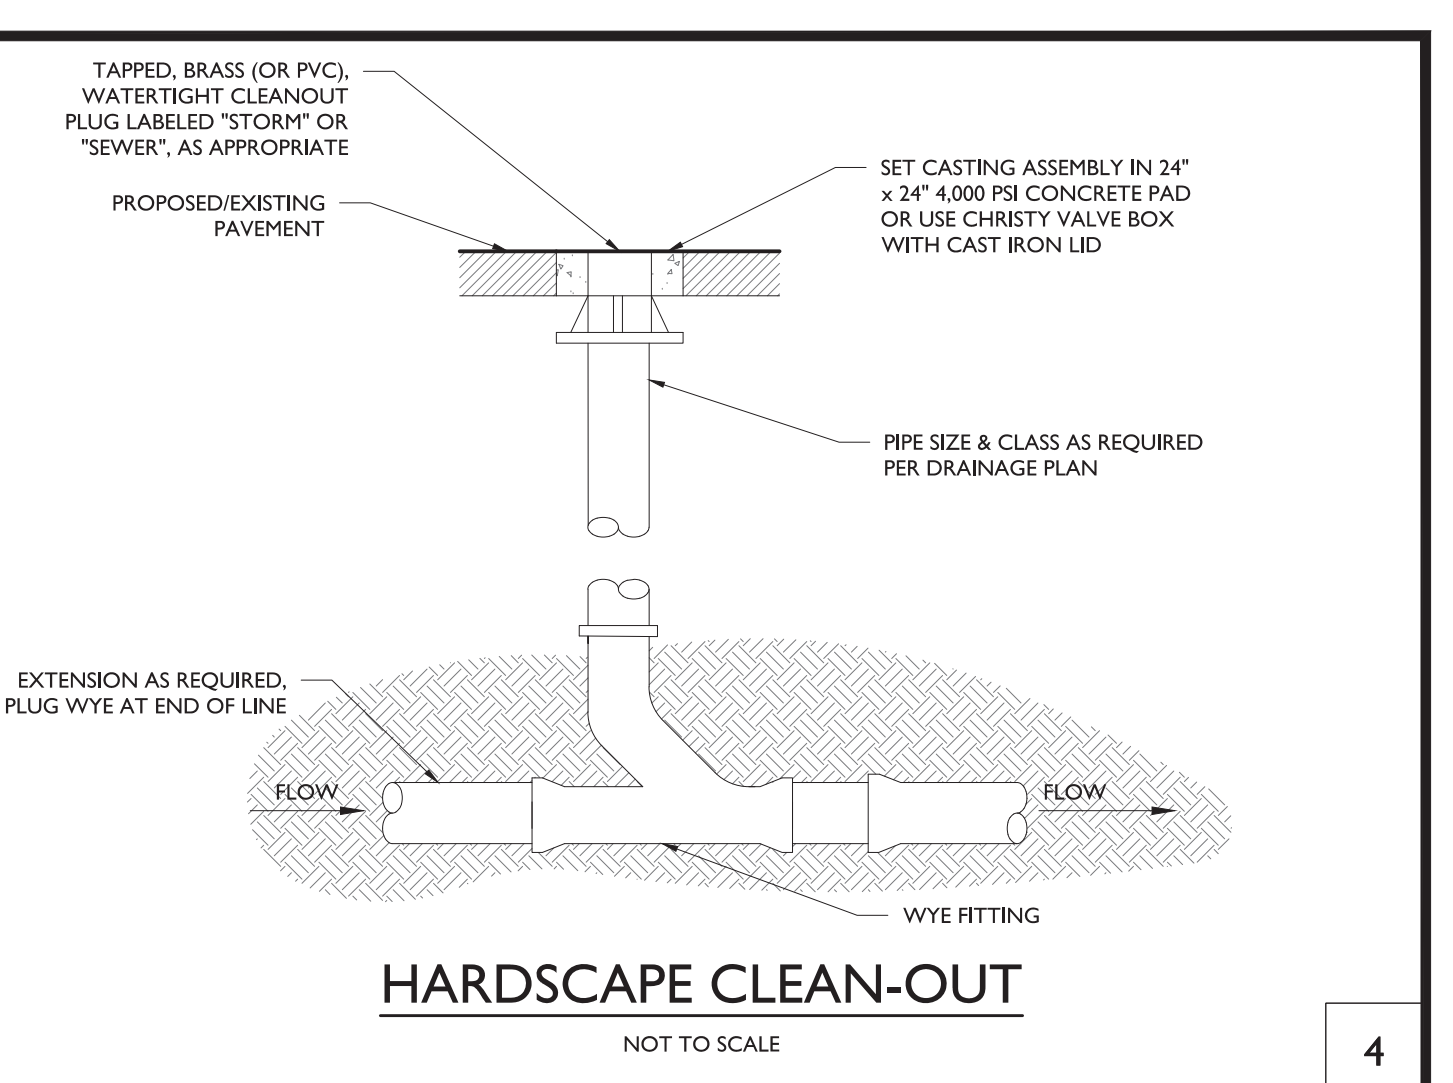 TAPPED, BRASS (OR PVC),
WATERTIGHT CLEANOUT
PLUG LABELED "STORM" OR
"SEWER", AS APPROPRIATE
PROPOSED/EXISTING
PAVEMENT
SET CASTING ASSEMBLY IN 24"
x 24" 4,000 PSI CONCRETE PAD
OR USE CHRISTY VALVE BOX
WITH CAST IRON LID
PIPE SIZE & CLASS AS REQUIRED
PER DRAINAGE PLAN
EXTENSION AS REQUIRED,
PLUG WYE AT END OF LINE
FLOW
FLOW
WYE FITTING
HARDSCAPE CLEAN-OUT
NOT TO SCALE
4